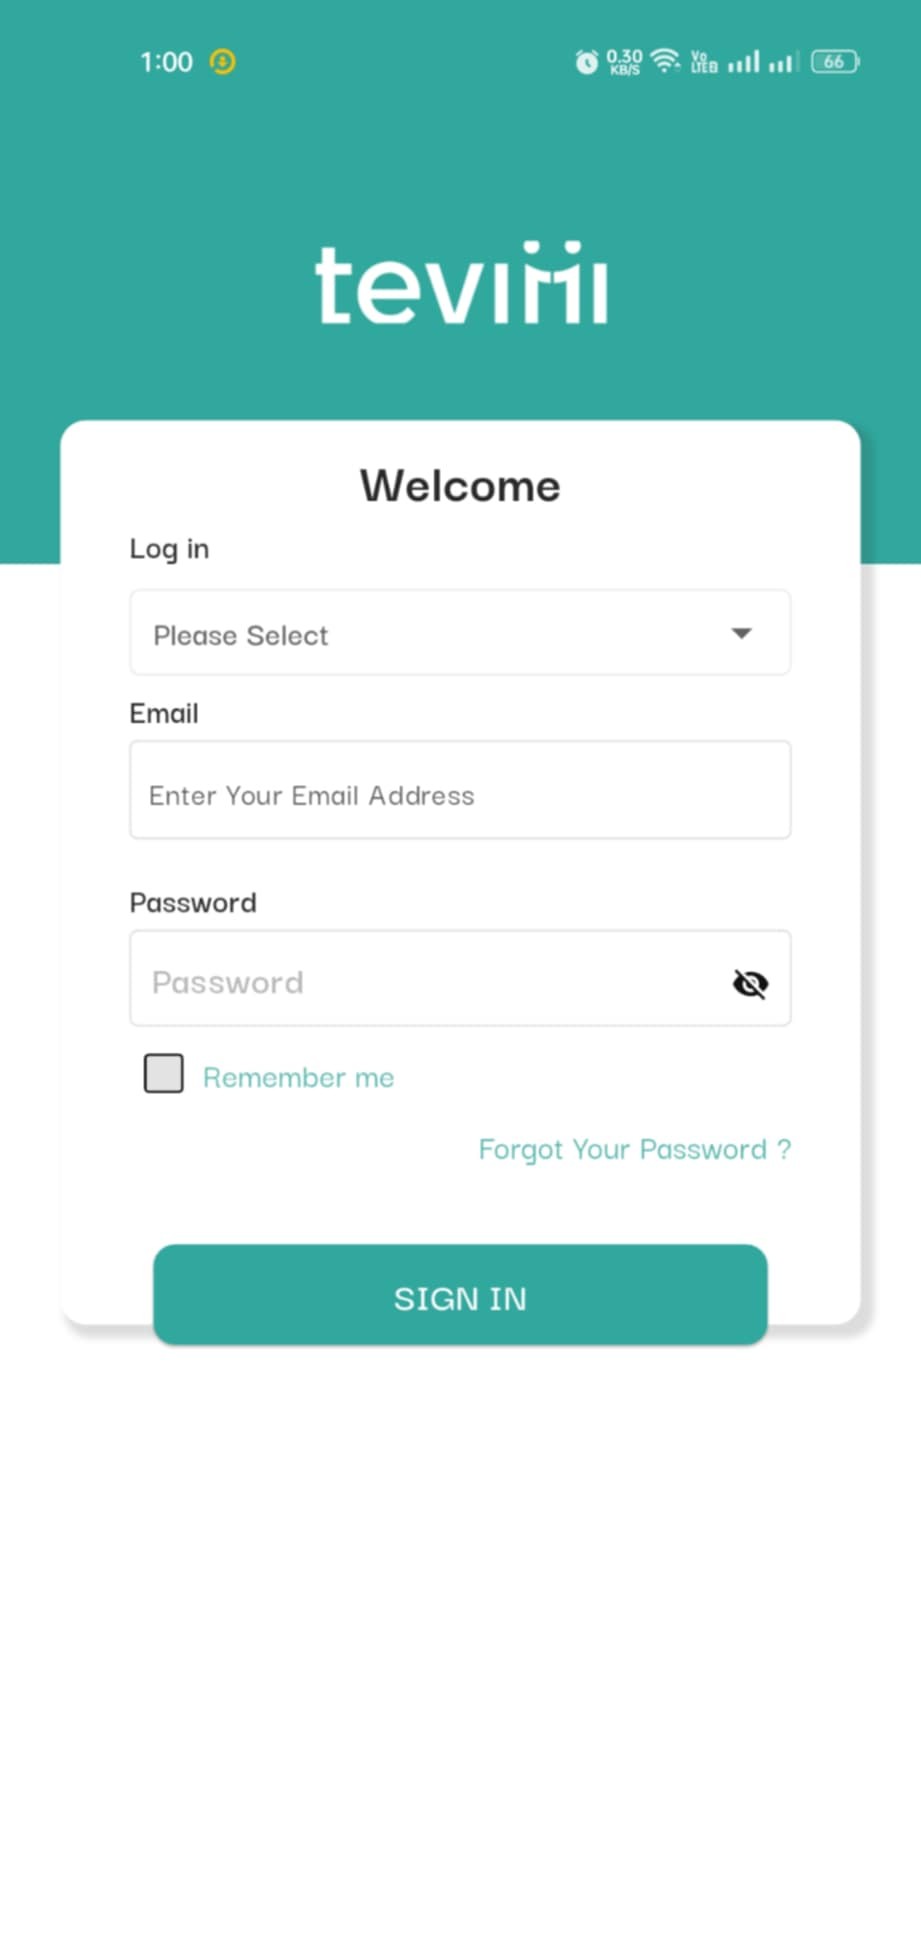 1:00
0.30 KB/S
Vo LTE 66
Welcome
Log in
Please Select
Email
Enter Your Email Address
Password
Password
Remember me
Forgot Your Password ?
SIGN IN